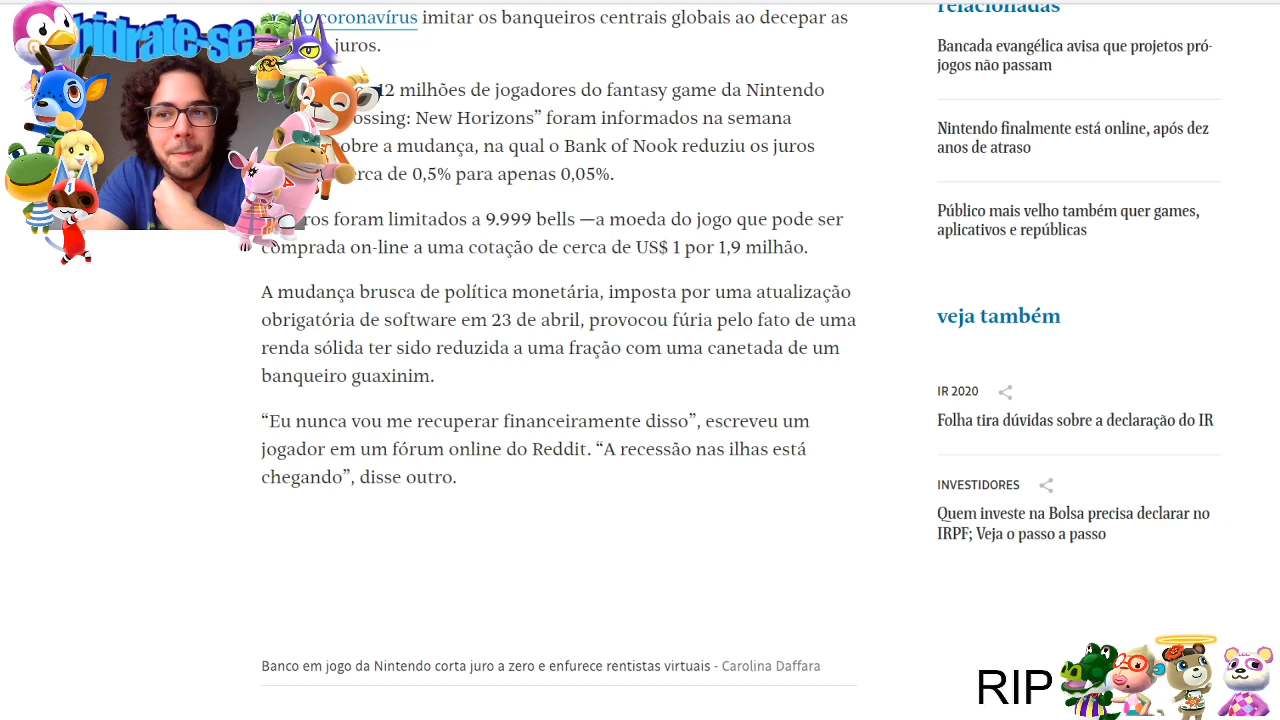 hidrate-se
do coronavírus imitar os banqueiros centrais globais ao decepar as
juros.
12 milhões de jogadores do fantasy game da Nintendo
ossing: New Horizons” foram informados na semana
obre a mudança, na qual o Bank of Nook reduziu os juros
erca de 0,5% para apenas 0,05%.
ros foram limitados a 9.999 bells —a moeda do jogo que pode ser
comprada on-line a uma cotação de cerca de US$ 1 por 1,9 milhão.
A mudança brusca de política monetária, imposta por uma atualização
obrigatória de software em 23 de abril, provocou fúria pelo fato de uma
renda sólida ter sido reduzida a uma fração com uma canetada de um
banqueiro guaxinim.
“Eu nunca vou me recuperar financeiramente disso”, escreveu um
jogador em um fórum online do Reddit. “A recessão nas ilhas está
chegando”, disse outro.
Banco em jogo da Nintendo corta juro a zero e enfurece rentistas virtuais - Carolina Daffara
relacionadas
Bancada evangélica avisa que projetos pró-
jogos não passam
Nintendo finalmente está online, após dez
anos de atraso
Público mais velho também quer games,
aplicativos e repúblicas
veja também
IR 2020
Folha tira dúvidas sobre a declaração do IR
INVESTIDORES
Quem investe na Bolsa precisa declarar no
IRPF; Veja o passo a passo
RIP